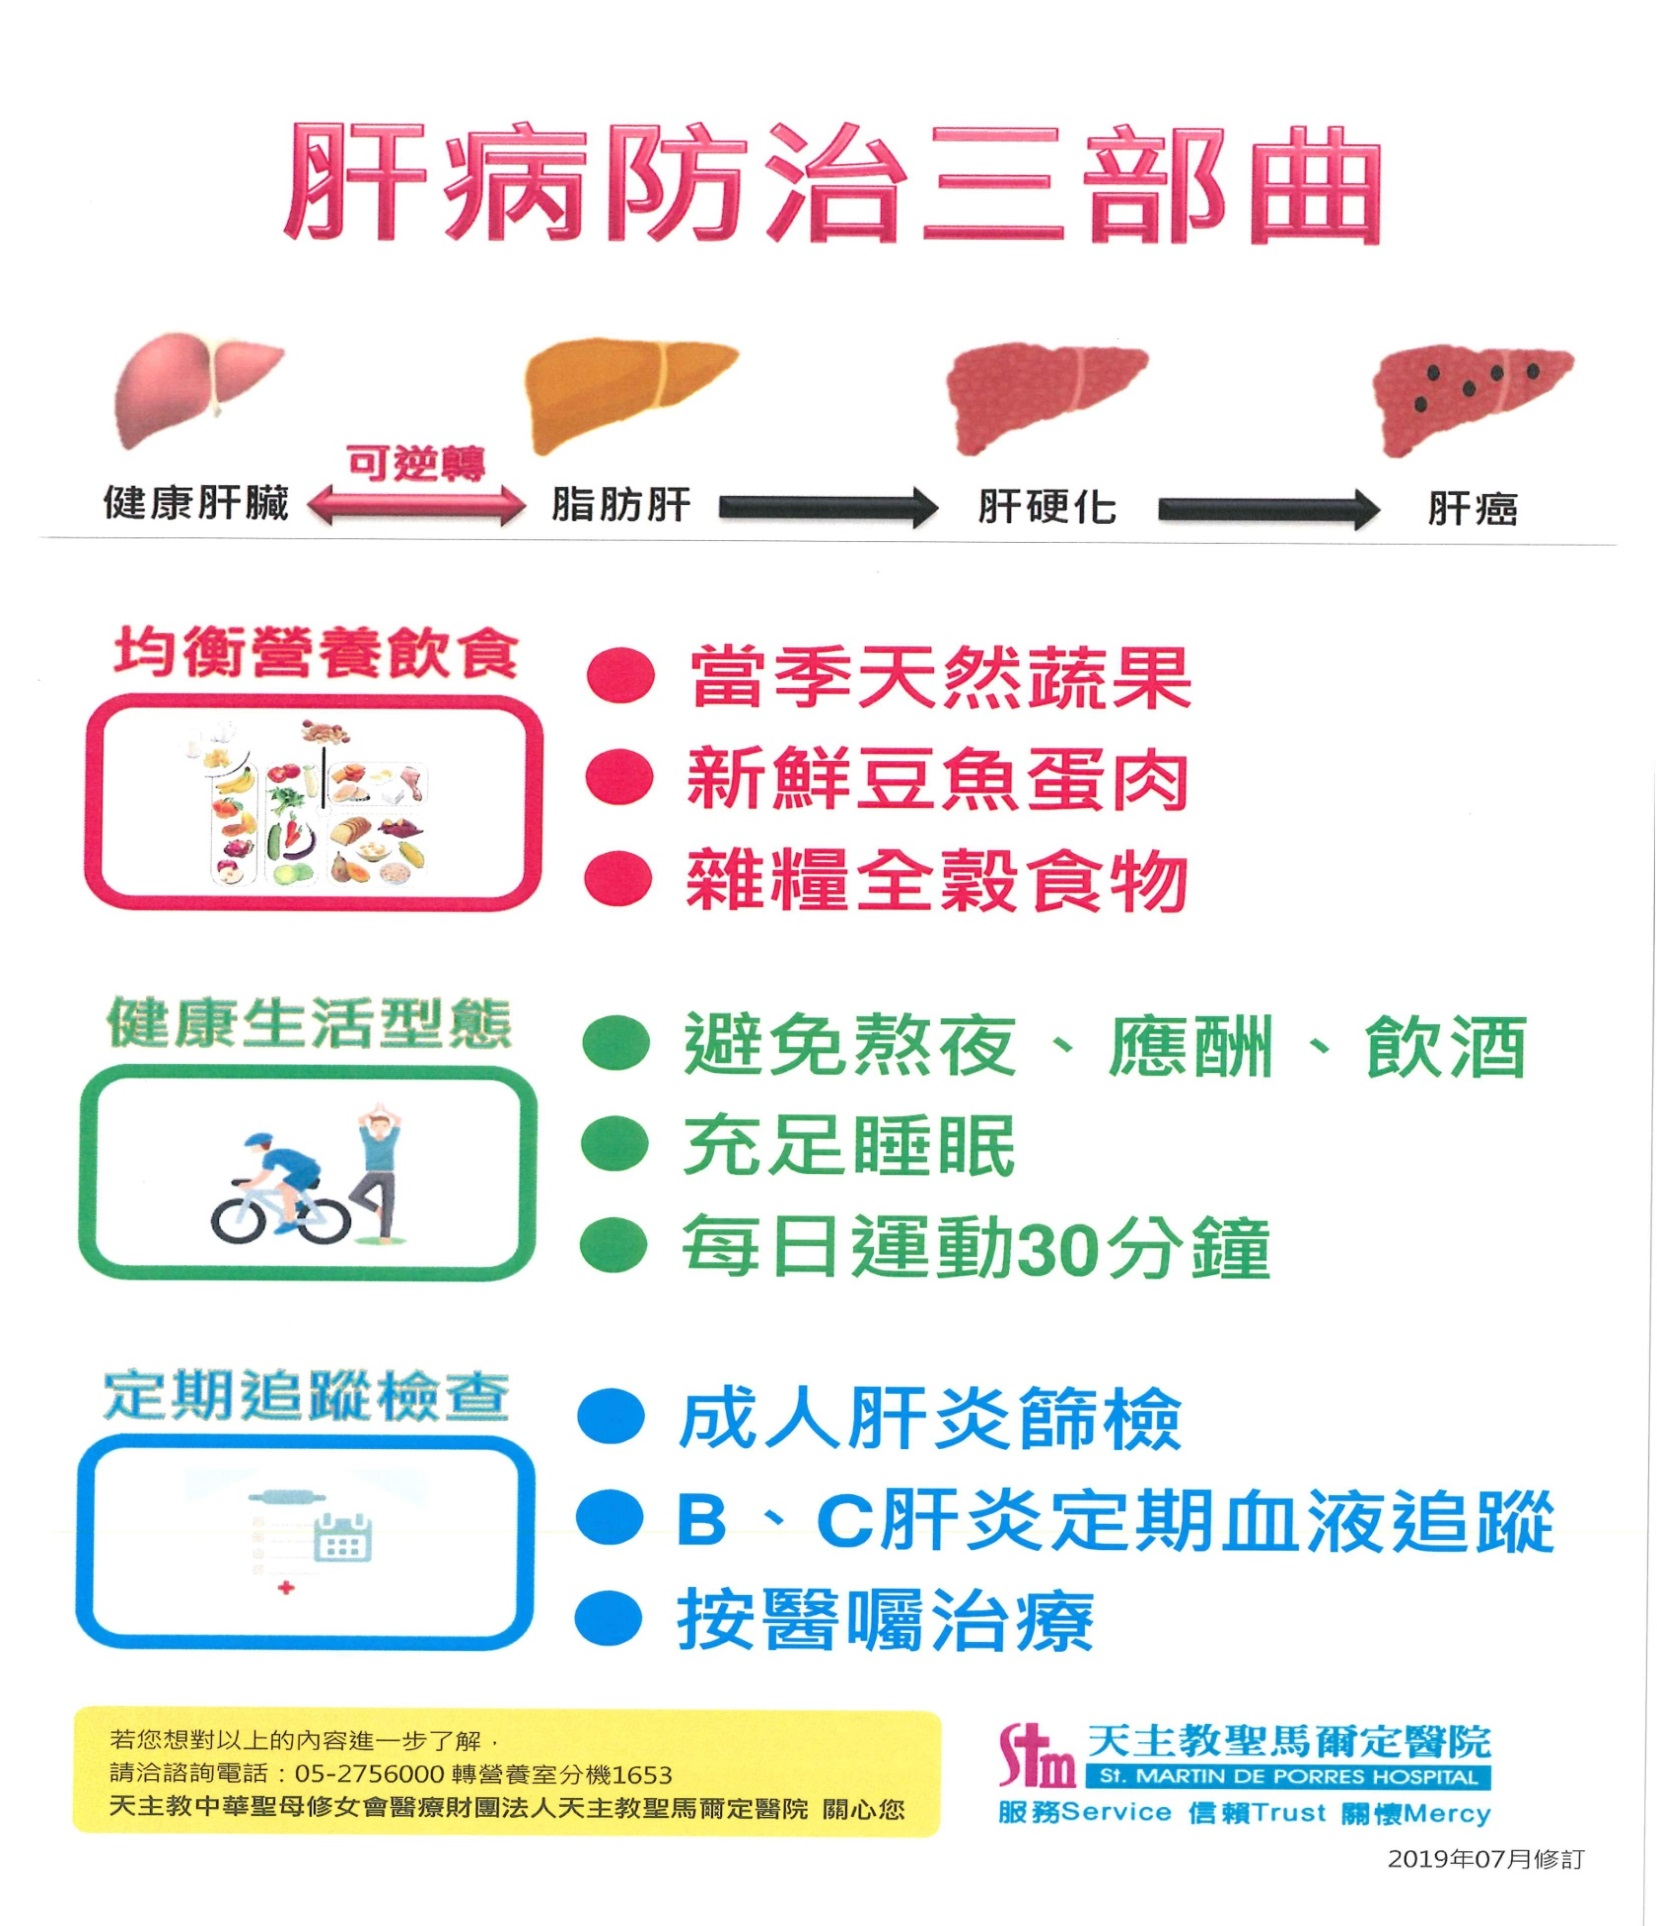 肝病防治三部曲
可逆轉
健康肝臟 脂肪肝 肝硬化 肝癌
均衡營養飲食
當季天然蔬果
新鮮豆魚蛋肉
雜糧全穀食物
健康生活型態
避免熬夜、應酬、飲酒
充足睡眠
每日運動30分鐘
定期追蹤檢查
成人肝炎篩檢
B、C肝炎定期血液追蹤
按醫囑治療
若您想對以上的內容進一步了解，
請洽諮詢電話：05-2756000 轉營養室分機1653
天主教中華聖母修女會醫療財團法人天主教聖馬爾定醫院 關心您
Stm 天主教聖馬爾定醫院
St. MARTIN DE PORRES HOSPITAL
服務Service 信賴Trust 關懷Mercy
2019年07月修訂